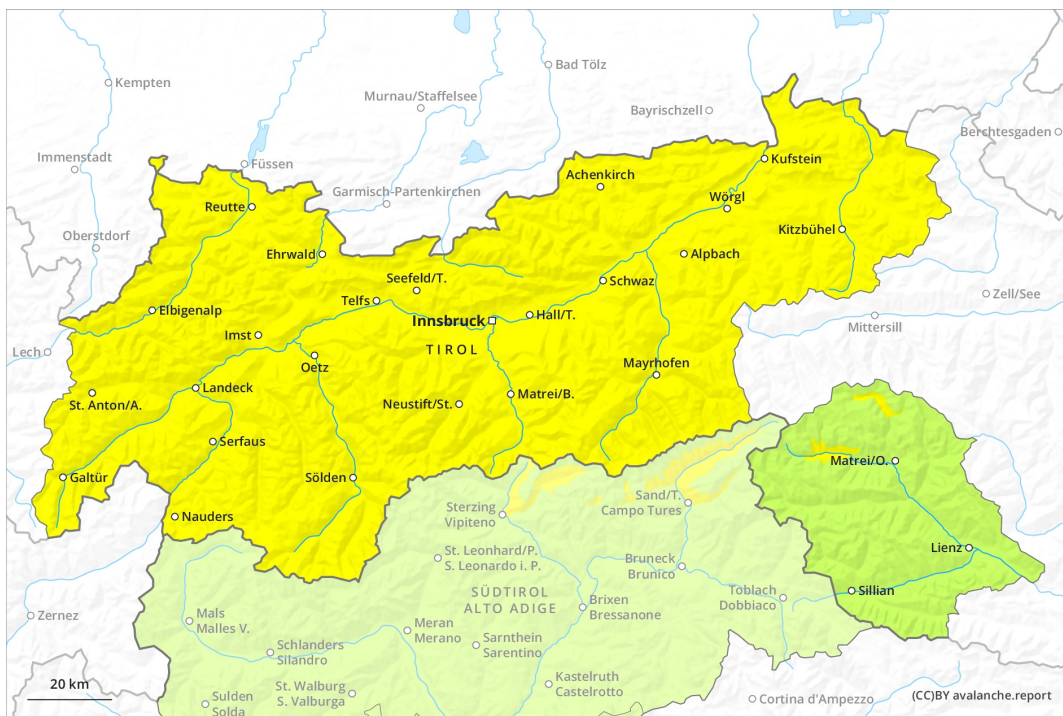 Kempten
Bad Tölz
Murnau/Staffelsee
Bayrischzell
Berchtesgaden
Immenstadt
Füssen
Kufstein
Achenkirch
Garmisch-Partenkirchen
Wörgl
Reutte
Kitzbühel
Oberstdorf
Ehrwald
Alpbach
Seefeld/T.
Schwaz
Zell/See
Telfs
Elbigenalp
Innsbruck
Hall/T.
Mittersill
Imst
TIROL
Lech
Oetz
Mayrhofen
Landeck
St. Anton/A.
Neustift/St.
Matrei/B.
Serfaus
Matrei/O.
Galtür
Sölden
Sand/T.
Campo Tures
Sterzing
Vipiteno
Nauders
Lienz
St. Leonhard/P.
S. Leonardo i. P.
Bruneck
Brunico
SÜDTIROL
ALTO ADIGE
Toblach
Dobbiaco
Sillian
Brixen
Bressanone
Zernez
Mals
Malles V.
Meran
Merano
Sarnthein
Sarentino
Schlanders
Silandro
Kastelruth
Castelrotto
20 km
St. Walburg
S. Valburga
Sulden
Solda
Cortina d'Ampezzo
(CC)BY avalanche.report